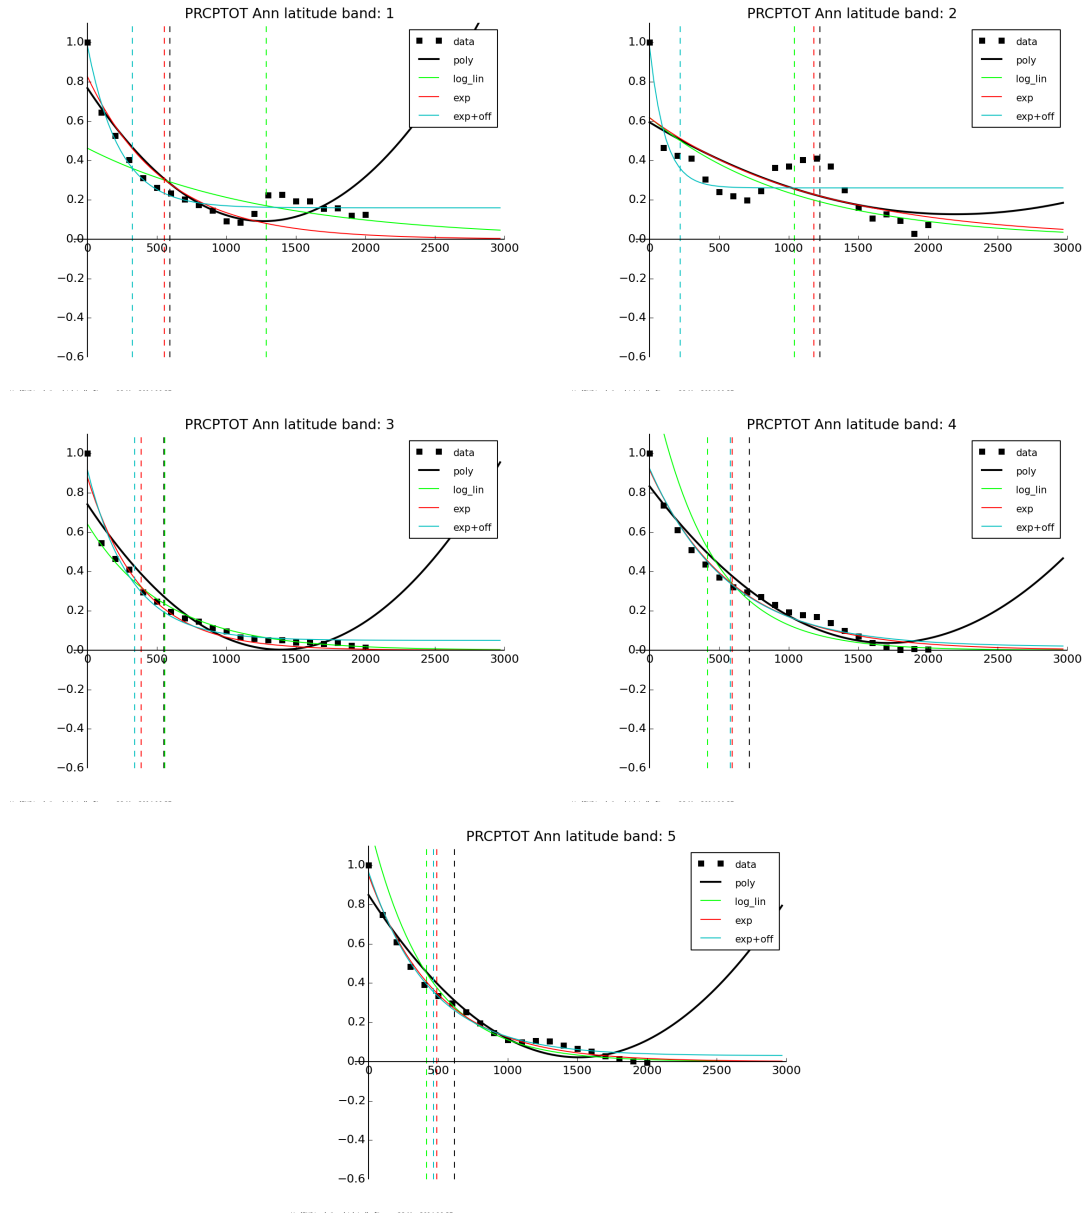 PRCPTOT Ann latitude band: 1
1.0
0.8
0.6
0.4
0.2
0.0
−0.2
−0.4
−0.6
0 500 1000 1500 2000 2500 3000
data
poly
log_lin
exp
exp+off
PRCPTOT Ann latitude band: 2
1.0
0.8
0.6
0.4
0.2
0.0
−0.2
−0.4
−0.6
0 500 1000 1500 2000 2500 3000
data
poly
log_lin
exp
exp+off
PRCPTOT Ann latitude band: 3
1.0
0.8
0.6
0.4
0.2
0.0
−0.2
−0.4
−0.6
0 500 1000 1500 2000 2500 3000
data
poly
log_lin
exp
exp+off
PRCPTOT Ann latitude band: 4
1.0
0.8
0.6
0.4
0.2
0.0
−0.2
−0.4
−0.6
0 500 1000 1500 2000 2500 3000
data
poly
log_lin
exp
exp+off
PRCPTOT Ann latitude band: 5
1.0
0.8
0.6
0.4
0.2
0.0
−0.2
−0.4
−0.6
0 500 1000 1500 2000 2500 3000
data
poly
log_lin
exp
exp+off